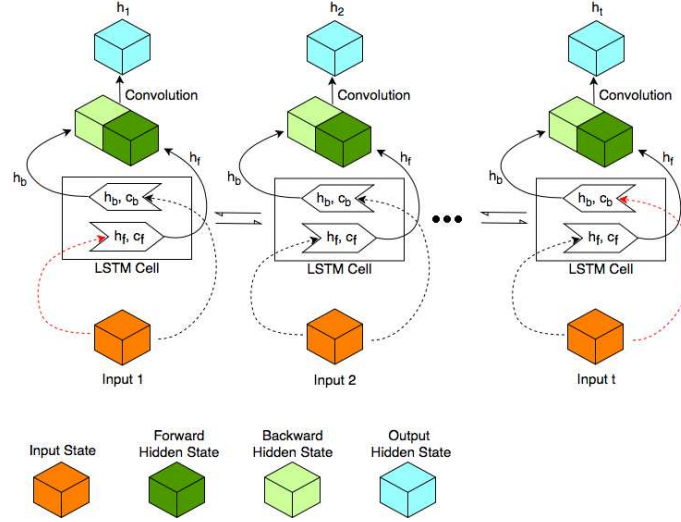 h1
h2
ht
Convolution
Convolution
Convolution
hb
hf
hb
hf
hb
hf
hb, cb
hb, cb
hb, cb
hf, cf
hf, cf
hf, cf
LSTM Cell
LSTM Cell
LSTM Cell
Input 1
Input 2
Input t
Input State
Forward
Hidden State
Backward
Hidden State
Output
Hidden State